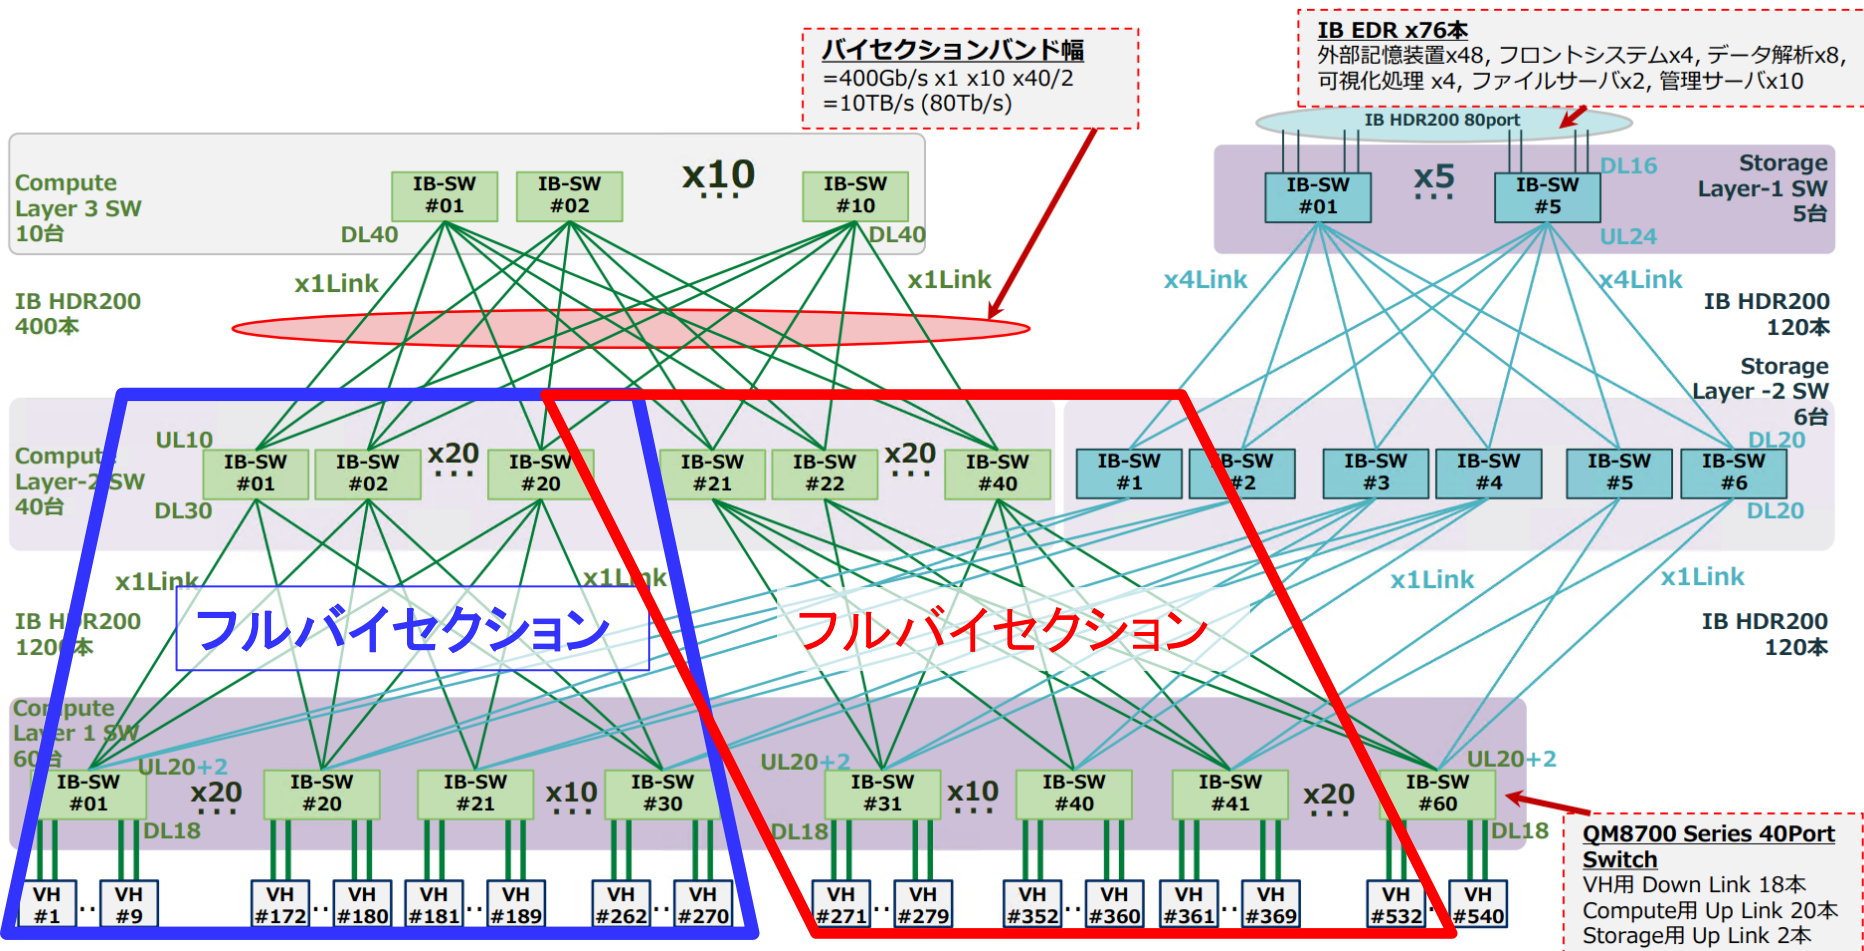 バイセクションバンド幅
=400Gb/s x1 x10 x40/2
=10TB/s (80Tb/s)
IB EDR x76本
外部記憶装置x48, フロントシステムx4, データ解析x8,
可視化処理 x4, ファイルサーバx2, 管理サーバx10
IB HDR200 80port
Compute
Layer 3 SW
10台
IB-SW
#01
IB-SW
#02
x10
...
IB-SW
#10
DL40
DL40
IB-SW
#01
x5
...
IB-SW
#5
DL16
UL24
Storage
Layer-1 SW
5台
x1Link
x1Link
x4Link
x4Link
IB HDR200
400本
IB HDR200
120本
Storage
Layer -2 SW
6台
Compute
Layer-2 SW
40台
UL10
DL30
IB-SW
#01
IB-SW
#02
x20
...
IB-SW
#20
IB-SW
#21
IB-SW
#22
x20
...
IB-SW
#40
IB-SW
#1
IB-SW
#2
IB-SW
#3
IB-SW
#4
IB-SW
#5
IB-SW
#6
DL20
DL20
x1Link
x1Link
x1Link
x1Link
フルバイセクション
フルバイセクション
IB HDR200
1200本
IB HDR200
120本
Compute
Layer 1 SW
60台
IB-SW
#01
UL20+2
DL18
x20
...
IB-SW
#20
IB-SW
#21
x10
...
IB-SW
#30
UL20+2
DL18
IB-SW
#31
x10
...
IB-SW
#40
IB-SW
#41
x20
...
IB-SW
#60
UL20+2
DL18
VH
#1
..
VH
#9
VH
#172
..
VH
#180
VH
#181
..
VH
#189
VH
#262
..
VH
#270
VH
#271
..
VH
#279
VH
#352
..
VH
#360
VH
#361
..
VH
#369
VH
#532
VH
#540
QM8700 Series 40Port
Switch
VH用 Down Link 18本
Compute用 Up Link 20本
Storage用 Up Link 2本